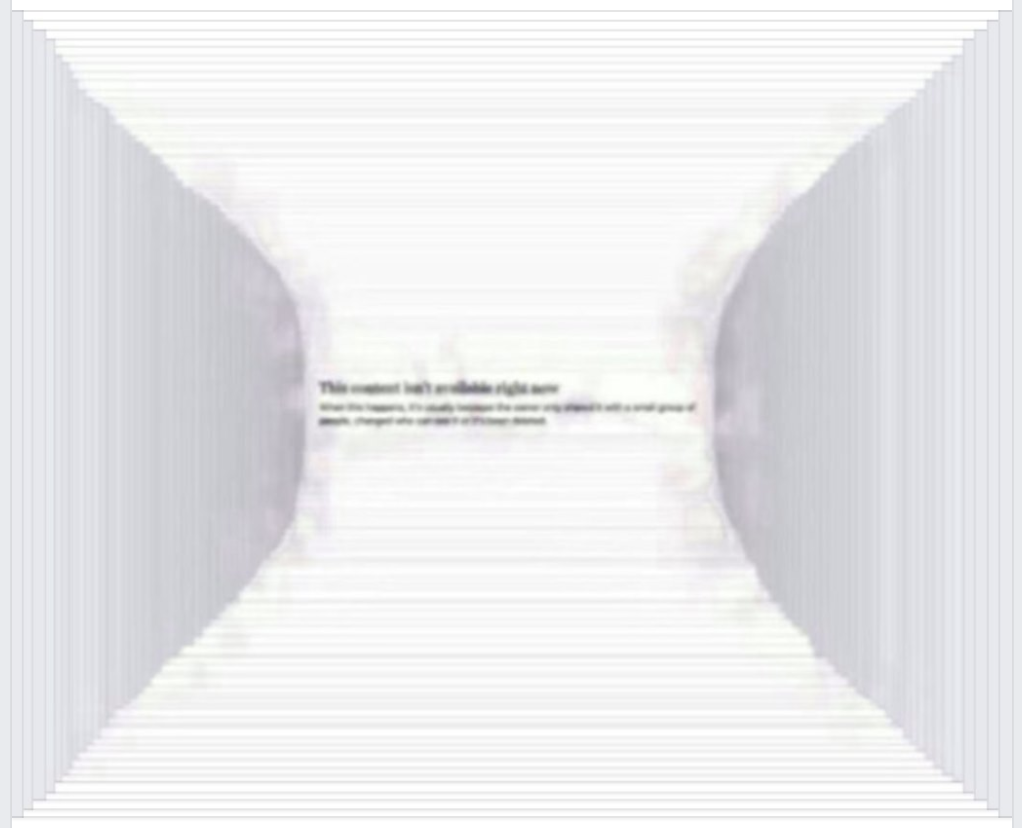 This content isn't available right now
When this happens, it's usually because the owner only shared it with a small group of
people, changed who can see it or it's been deleted.